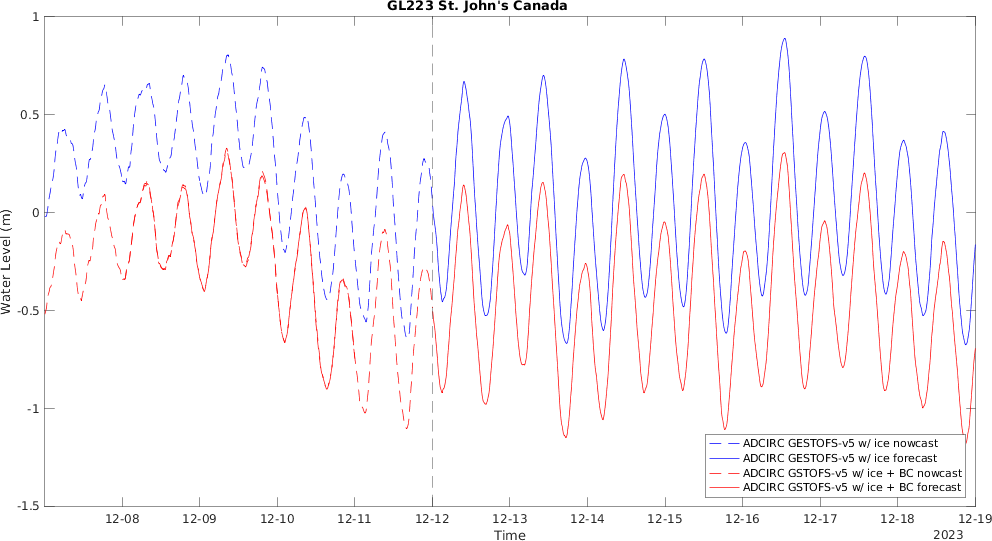 GL223 St. John's Canada
1
0.5
0
-0.5
-1
-1.5
Water Level (m)
ADCIRC GESTOFS-v5 w/ ice nowcast
ADCIRC GESTOFS-v5 w/ ice forecast
ADCIRC GSTOFS-v5 w/ ice + BC nowcast
ADCIRC GSTOFS-v5 w/ ice + BC forecast
12-08 12-09 12-10 12-11 12-12 12-13 12-14 12-15 12-16 12-17 12-18 12-19
Time
2023